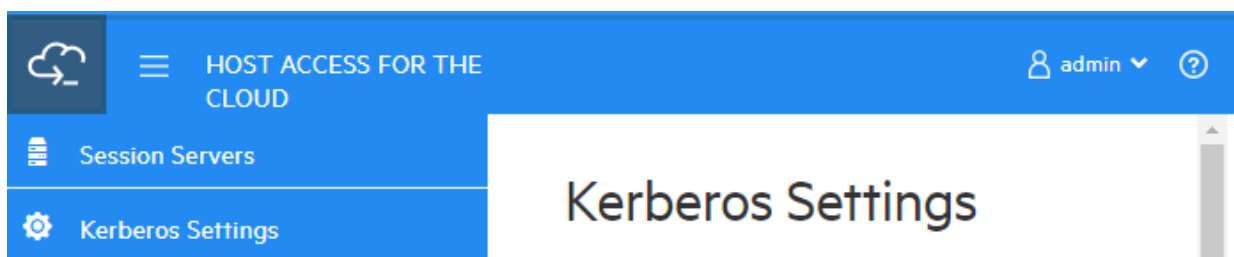 HOST ACCESS FOR THE
CLOUD
admin
Session Servers
Kerberos Settings
Kerberos Settings